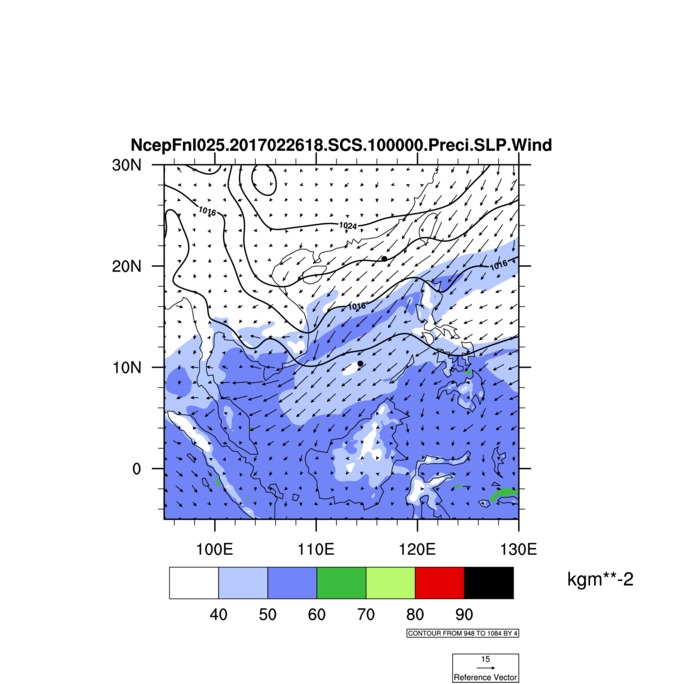 NcepFnl025.2017022618.SCS.100000.Preci.SLP.Wind
30N
1016
1024
20N
1016
1016
10N
0
100E 110E 120E 130E
kgm**-2
40 50 60 70 80 90
CONTOUR FROM 948 TO 1084 BY 4
15
Reference Vector